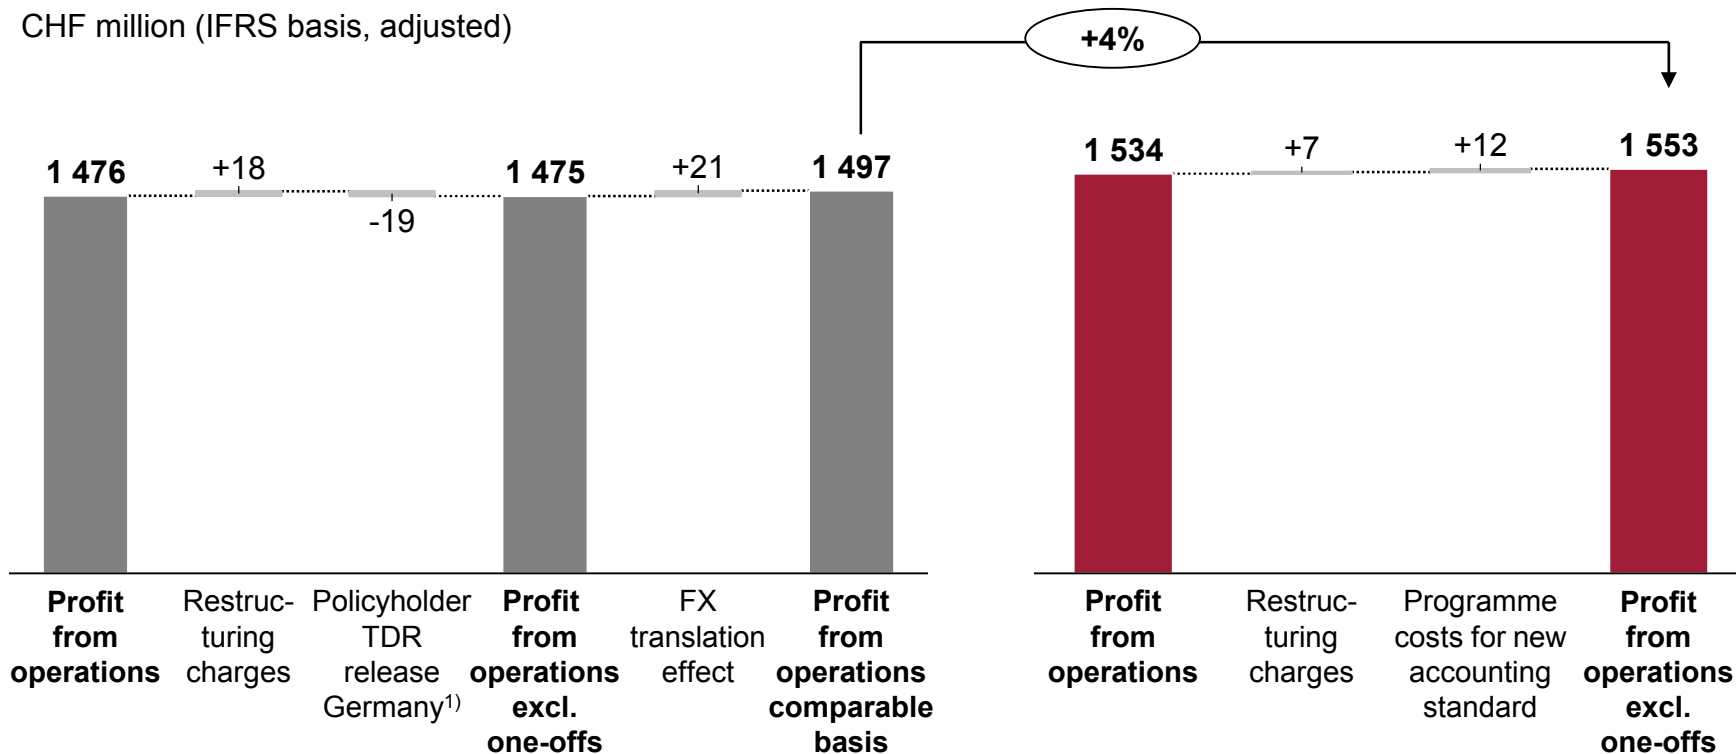 CHF million (IFRS basis, adjusted)
+4%
1 476
+18
-19
1 475
+21
1 497
1 534
+7
+12
1 553
Profit
from
operations
Restruc-
turing
charges
Policyholder
TDR
release
Germany1)
Profit
from
operations
excl.
one-offs
FX
translation
effect
Profit
from
operations
comparable
basis
Profit
from
operations
Restruc-
turing
charges
Programme
costs for new
accounting
standard
Profit
from
operations
excl.
one-offs